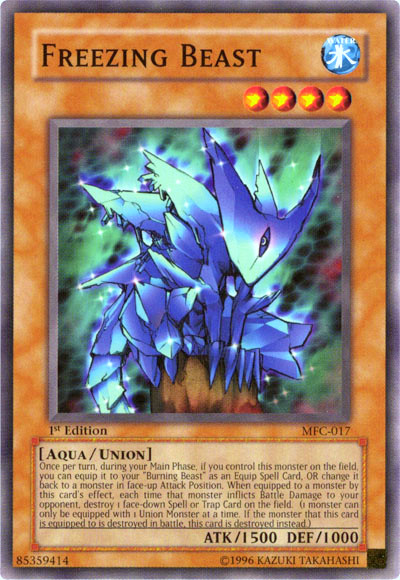 FREEZING BEAST
WATER
水
1st Edition
MFC-017
[AQUA/UNION]
Once per turn, during your Main Phase, if you control this monster on the field,
you can equip it to your "Burning Beast" as an Equip Spell Card, OR change it
back to a monster in face-up Attack Position. When equipped to a monster by
this card's effect, each time that monster inflicts Battle Damage to your
opponent, destroy 1 face-down Spell or Trap Card on the field. (1 monster can
only be equipped with 1 Union Monster at a time. If the monster that this card
is equipped to is destroyed in battle, this card is destroyed instead.)
ATK/1500 DEF/1000
85359414
©1996 KAZUKI TAKAHASHI